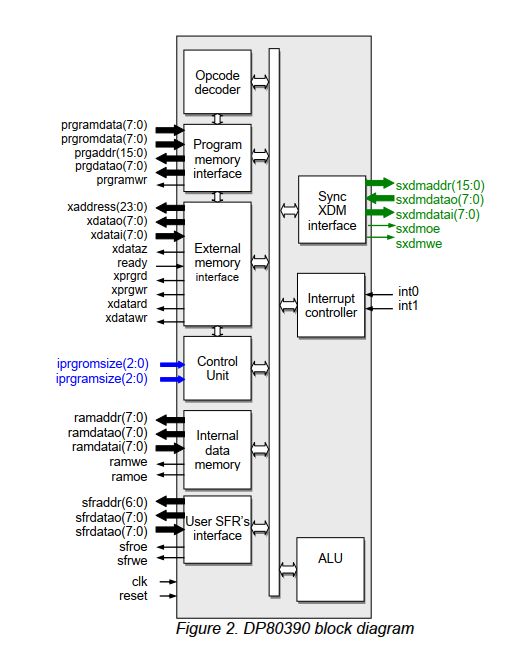 Opcode
decoder
prgramdata(7:0)
prgromdata(7:0)
prgaddr(15:0)
prgdatao(7:0)
prgramwr
Program
memory
interface
xaddress(23:0)
xdatao(7:0)
xdatai(7:0)
xdataz
ready
xprgrd
xprgwr
xdatard
xdatawr
External
memory
interface
iprgromsize(2:0)
iprgramsize(2:0)
Control
Unit
ramaddr(7:0)
ramdatao(7:0)
ramdatai(7:0)
ramwe
ramoe
Internal
data
memory
sfraddr(6:0)
sfrdatao(7:0)
sfrdatao(7:0)
sfroe
sfrwe
User SFR's
interface
clk
reset
Sync
XDM
interface
sxdmaddr(15:0)
sxdmdatao(7:0)
sxdmdatai(7:0)
sxdmoe
sxdmwe
Interrupt
controller
int0
int1
ALU
Figure 2. DP80390 block diagram